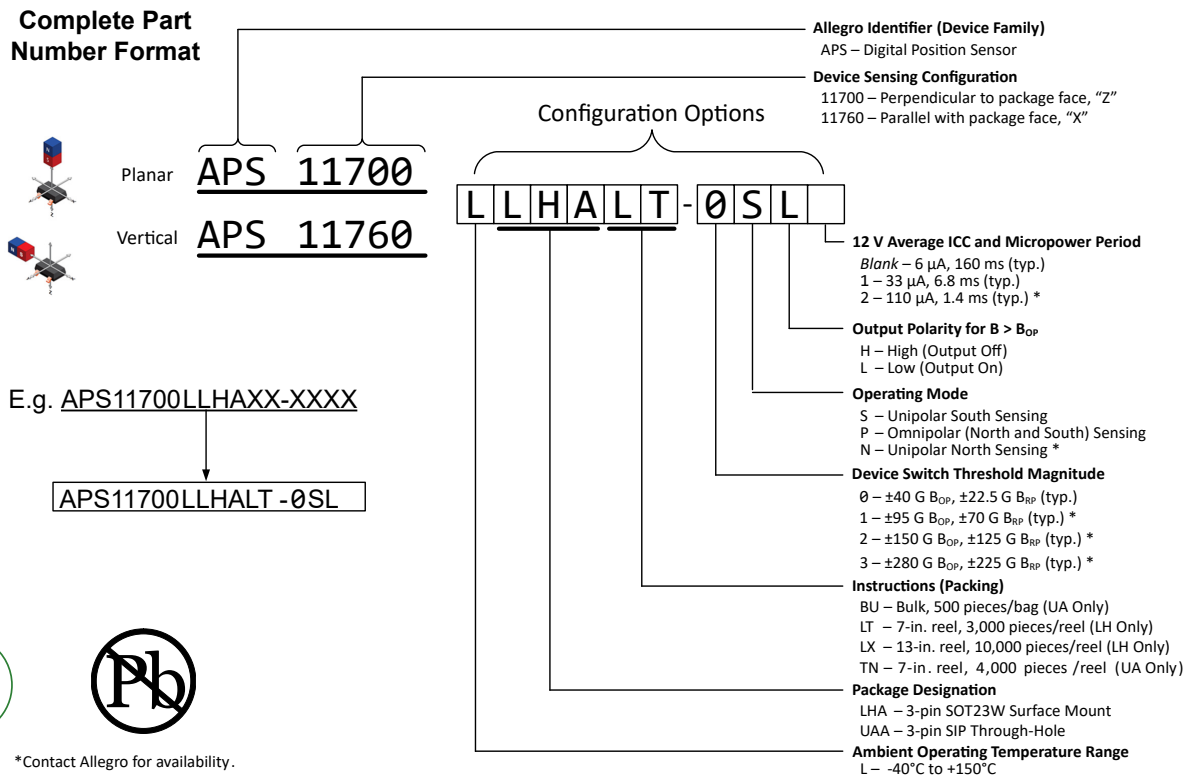 Complete Part
Number Format
Allegro Identifier (Device Family)
APS – Digital Position Sensor
Device Sensing Configuration
11700 – Perpendicular to package face, “Z”
11760 – Parallel with package face, “X”
Configuration Options
Planar APS 11700
Vertical APS 11760
L L H A L T - 0 S L
12 V Average ICC and Micropower Period
Blank – 6 µA, 160 ms (typ.)
1 – 33 µA, 6.8 ms (typ.)
2 – 110 µA, 1.4 ms (typ.) *
Output Polarity for B > BOP
H – High (Output Off)
L – Low (Output On)
Operating Mode
S – Unipolar South Sensing
P – Omnipolar (North and South) Sensing
N – Unipolar North Sensing *
Device Switch Threshold Magnitude
0 – ±40 G BOP, ±22.5 G BRP (typ.)
1 – ±95 G BOP, ±70 G BRP (typ.) *
2 – ±150 G BOP, ±125 G BRP (typ.) *
3 – ±280 G BOP, ±225 G BRP (typ.) *
Instructions (Packing)
BU – Bulk, 500 pieces/bag (UA Only)
LT – 7-in. reel, 3,000 pieces/reel (LH Only)
LX – 13-in. reel, 10,000 pieces/reel (LH Only)
TN – 7-in. reel, 4,000 pieces /reel (UA Only)
Package Designation
LHA – 3-pin SOT23W Surface Mount
UAA – 3-pin SIP Through-Hole
Ambient Operating Temperature Range
L – -40°C to +150°C
E.g. APS11700LLHAXX-XXXX
APS11700LLHALT -0SL
Pb
*Contact Allegro for availability.